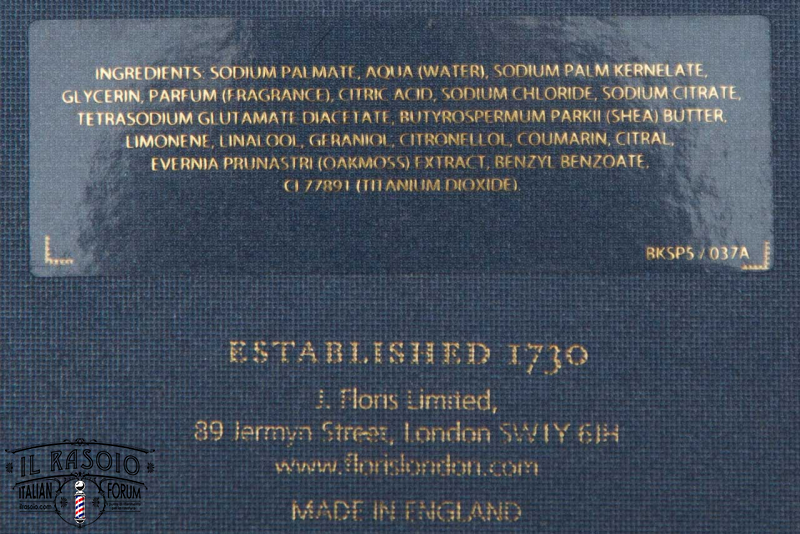 INGREDIENTS: SODIUM PALMATE, AQUA (WATER), SODIUM PALM KERNELATE,
GLYCERIN, PARFUM (FRAGRANCE), CITRIC ACID, SODIUM CHLORIDE, SODIUM CITRATE,
TETRASODIUM GLUTAMATE DIACETATE, BUTYROSPERMUM PARKII (SHEA) BUTTER,
LIMONENE, LINALOOL, GERANIOL, CITRONELLOL, COUMARIN, CITRAL,
EVERNIA PRUNASTRI (OAKMOSS) EXTRACT, BENZYL BENZOATE,
CI 77891 (TITANIUM DIOXIDE).
BKSP5 / 037A
ESTABLISHED 1730
J. Floris Limited,
89 Jermyn Street, London SW1Y 6JH
www.florislondon.com
MADE IN ENGLAND
IL RASOIO
ITALIAN FORUM
ilrasoio.com